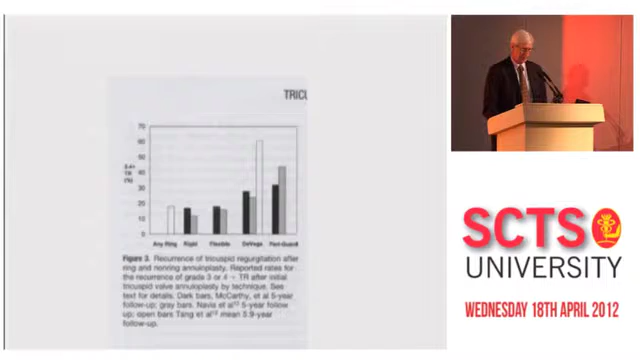 TRICU
70
60
50
40
30
20
10
0
3,4+
TR
(%)
Any Ring Rigid Flexible DeVega Peri-Guard
Figure 3. Recurrence of tricuspid regurgitation after
ring and nonring annuloplasty. Reported rates for
the recurrence of grade 3 or 4 + TR after initial
tricuspid valve annuloplasty by technique. See
text for details. Dark bars, McCarthy, et al 5-year
follow-up; gray bars. Navia et al 5-year follow
up; open bars Tang et al mean 3.9-year
follow-up.
SCTS
UNIVERSITY
WEDNESDAY 18TH APRIL 2012